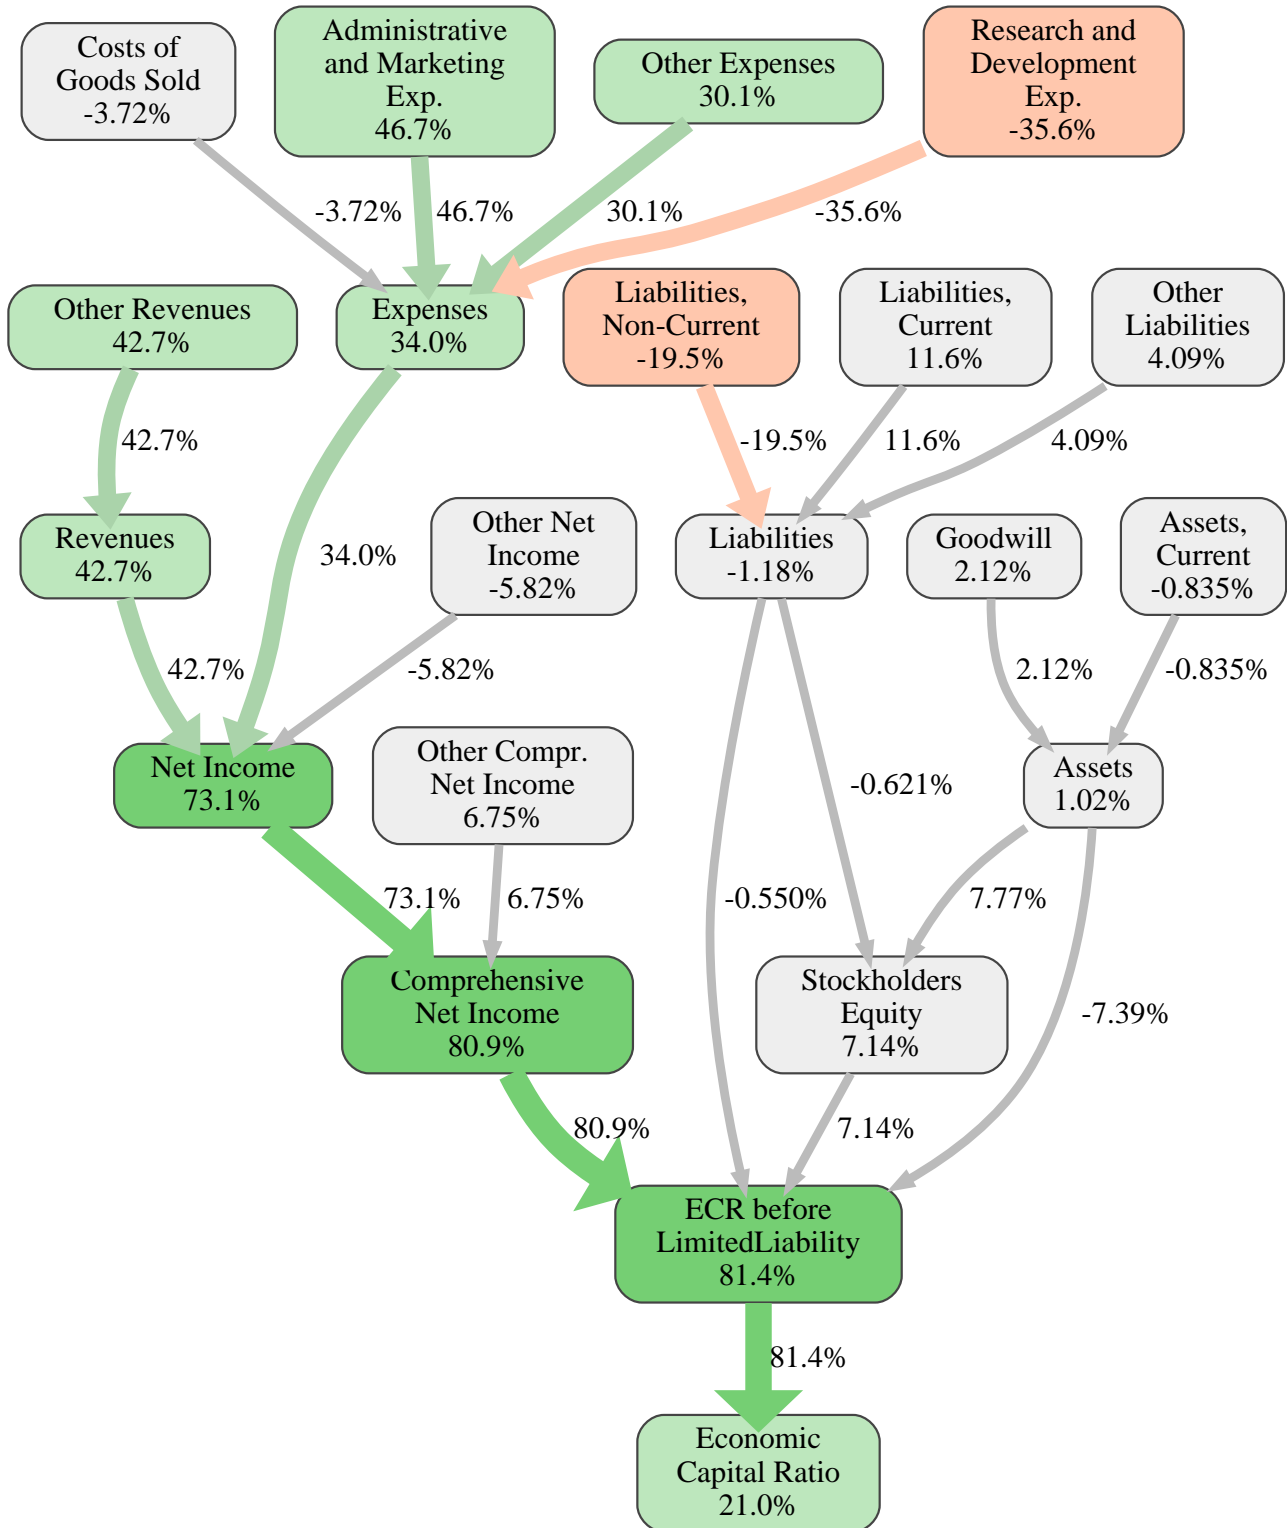 Costs of
Goods Sold
-3.72%
Administrative
and Marketing
Exp.
46.7%
Other Expenses
30.1%
Research and
Development
Exp.
-35.6%
-3.72%
46.7%
30.1%
-35.6%
Other Revenues
42.7%
Expenses
34.0%
Liabilities,
Non-Current
-19.5%
Liabilities,
Current
11.6%
Other
Liabilities
4.09%
42.7%
34.0%
-19.5%
11.6%
4.09%
Revenues
42.7%
Other Net
Income
-5.82%
Liabilities
-1.18%
Goodwill
2.12%
Assets,
Current
-0.835%
42.7%
-5.82%
2.12%
-0.835%
Net Income
73.1%
Other Compr.
Net Income
6.75%
-0.621%
Assets
1.02%
73.1%
6.75%
-0.550%
7.77%
Comprehensive
Net Income
80.9%
Stockholders
Equity
7.14%
-7.39%
80.9%
7.14%
ECR before
LimitedLiability
81.4%
81.4%
Economic
Capital Ratio
21.0%